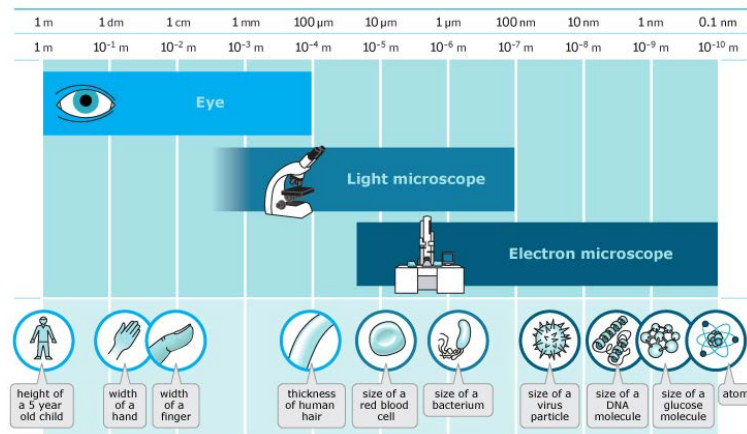 1 m 1 dm 1 cm 1 mm 100 µm 10 µm 1 µm 100 nm 10 nm 1 nm 0.1 nm
1 m 10⁻¹ m 10⁻² m 10⁻³ m 10⁻⁴ m 10⁻⁵ m 10⁻⁶ m 10⁻⁷ m 10⁻⁸ m 10⁻⁹ m 10⁻¹⁰ m
Eye
Light microscope
Electron microscope
height of
a 5 year
old child
width
of a hand
width
of a
finger
thickness
of human
hair
size of a
red blood
cell
size of a
bacterium
size of a
virus
particle
size of a
DNA
molecule
size of a
glucose
molecule
atom